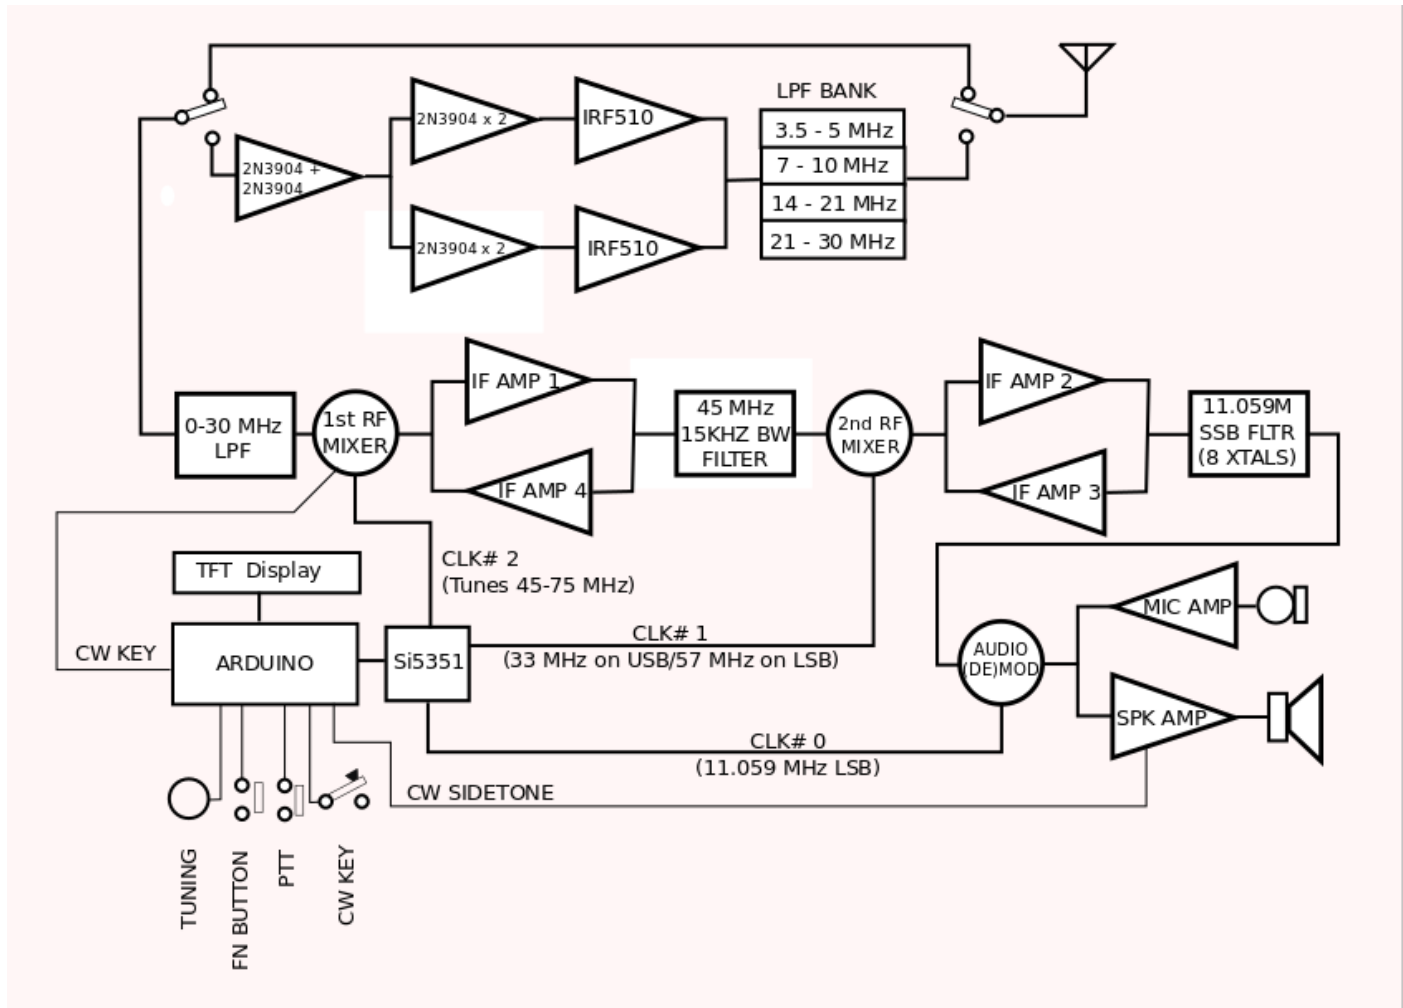 LPF BANK
2N3904 x 2
IRF510
3.5 - 5 MHz
7 - 10 MHz
14 - 21 MHz
21 - 30 MHz
2N3904 +
2N3904
2N3904 x 2
IRF510
0-30 MHz
LPF
1st RF
MIXER
IF AMP 1
IF AMP 4
45 MHz
15KHZ BW
FILTER
2nd RF
MIXER
IF AMP 2
IF AMP 3
11.059M
SSB FLTR
(8 XTALS)
CLK# 2
(Tunes 45-75 MHz)
TFT Display
CW KEY
ARDUINO
Si5351
CLK# 1
(33 MHz on USB/57 MHz on LSB)
AUDIO
(DE)MOD
MIC AMP
SPK AMP
CLK# 0
(11.059 MHz LSB)
CW SIDETONE
TUNING
FN BUTTON
PTT
CW KEY